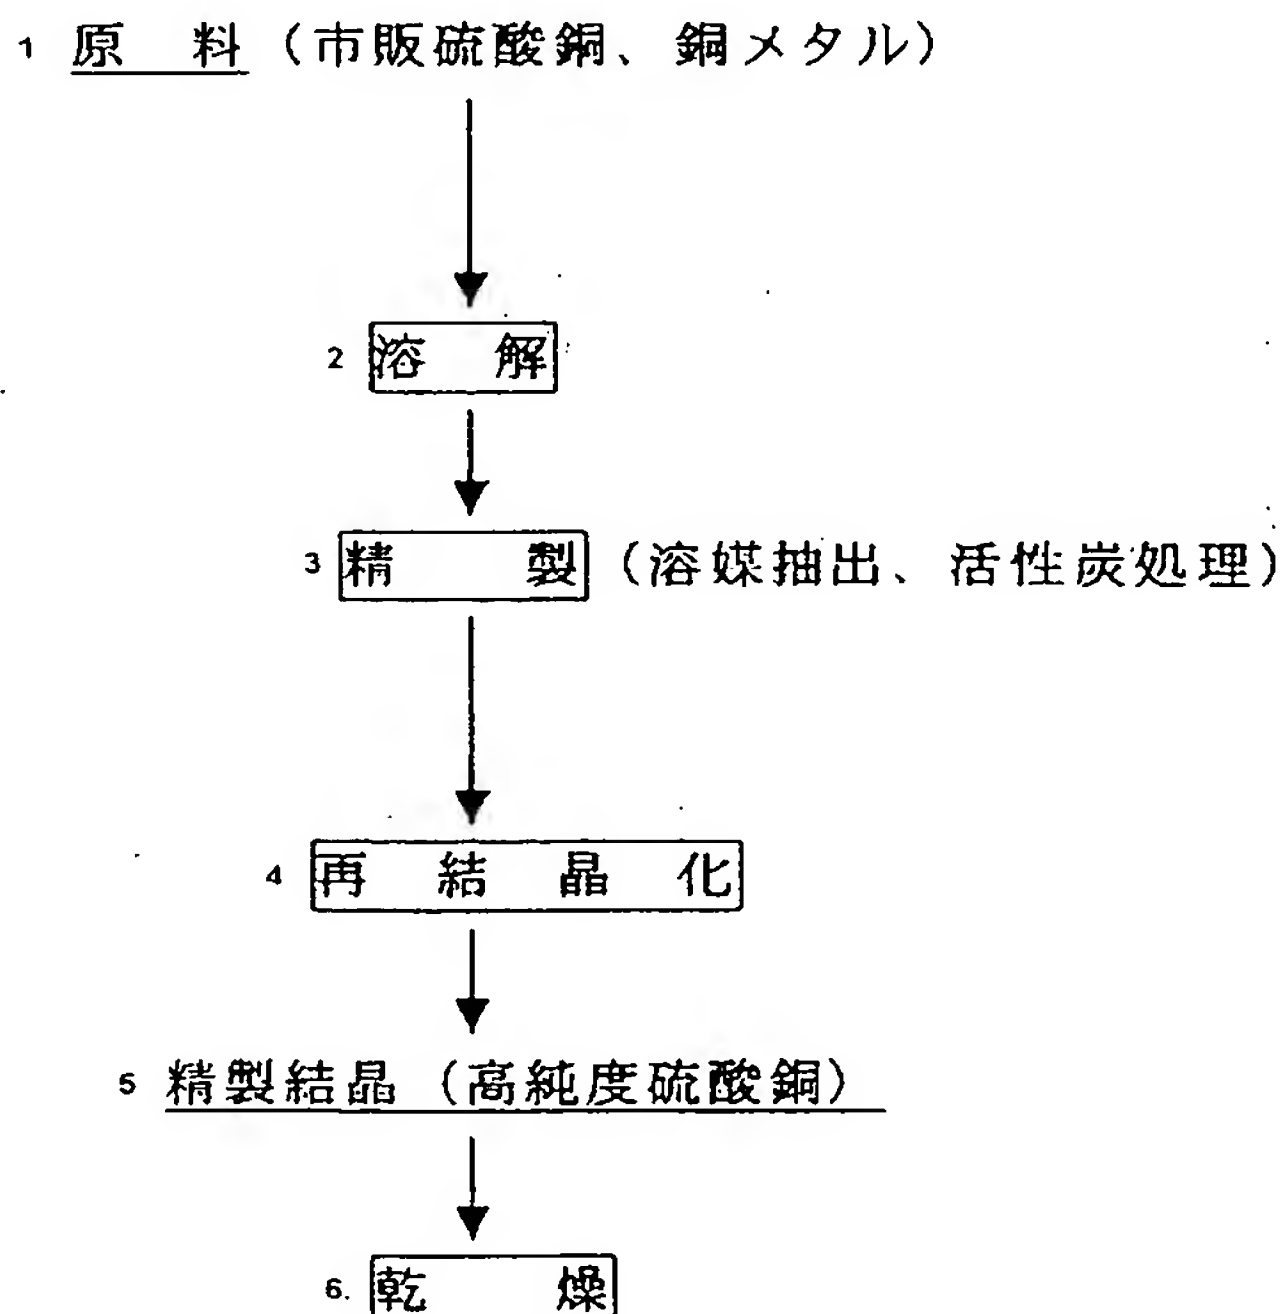 1 原 料 （市販硫酸銅、銅メタル）
2 溶 解
3 精 製 （溶媒抽出、活性炭処理）
4 再 結 晶 化
5 精製結晶 （高純度硫酸銅）
6. 乾 燥